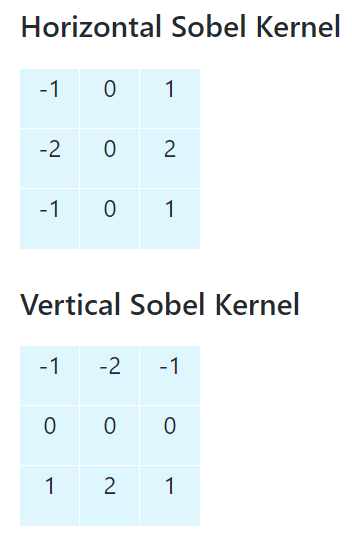 Horizontal Sobel Kernel
-1 0 1
-2 0 2
-1 0 1
Vertical Sobel Kernel
-1 -2 -1
0 0 0
1 2 1